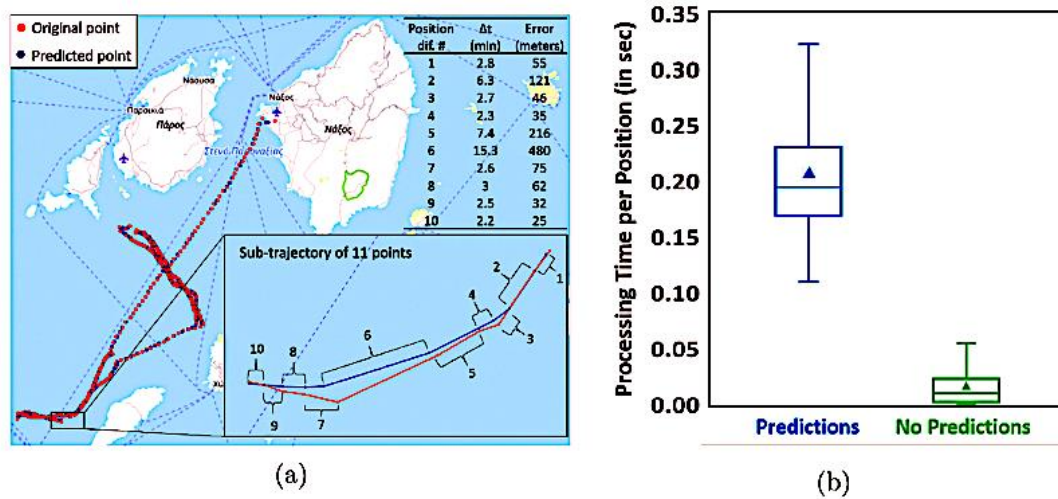 Original point
Predicted point
Position dif. # Δt (min) Error (meters)
1 2.8 55
2 6.3 121
3 2.7 46
4 2.3 35
5 7.4 216
6 15.3 480
7 2.6 75
8 3 62
9 2.5 32
10 2.2 25
Νάουσα
Παροικιά
Πάρος
Νάξος
Νάξος
Sub-trajectory of 11 points
2
1
4
3
6
5
10
8
9
7
(a)
Processing Time per Position (in sec)
0.35
0.30
0.25
0.20
0.15
0.10
0.05
0.00
Predictions
No Predictions
(b)